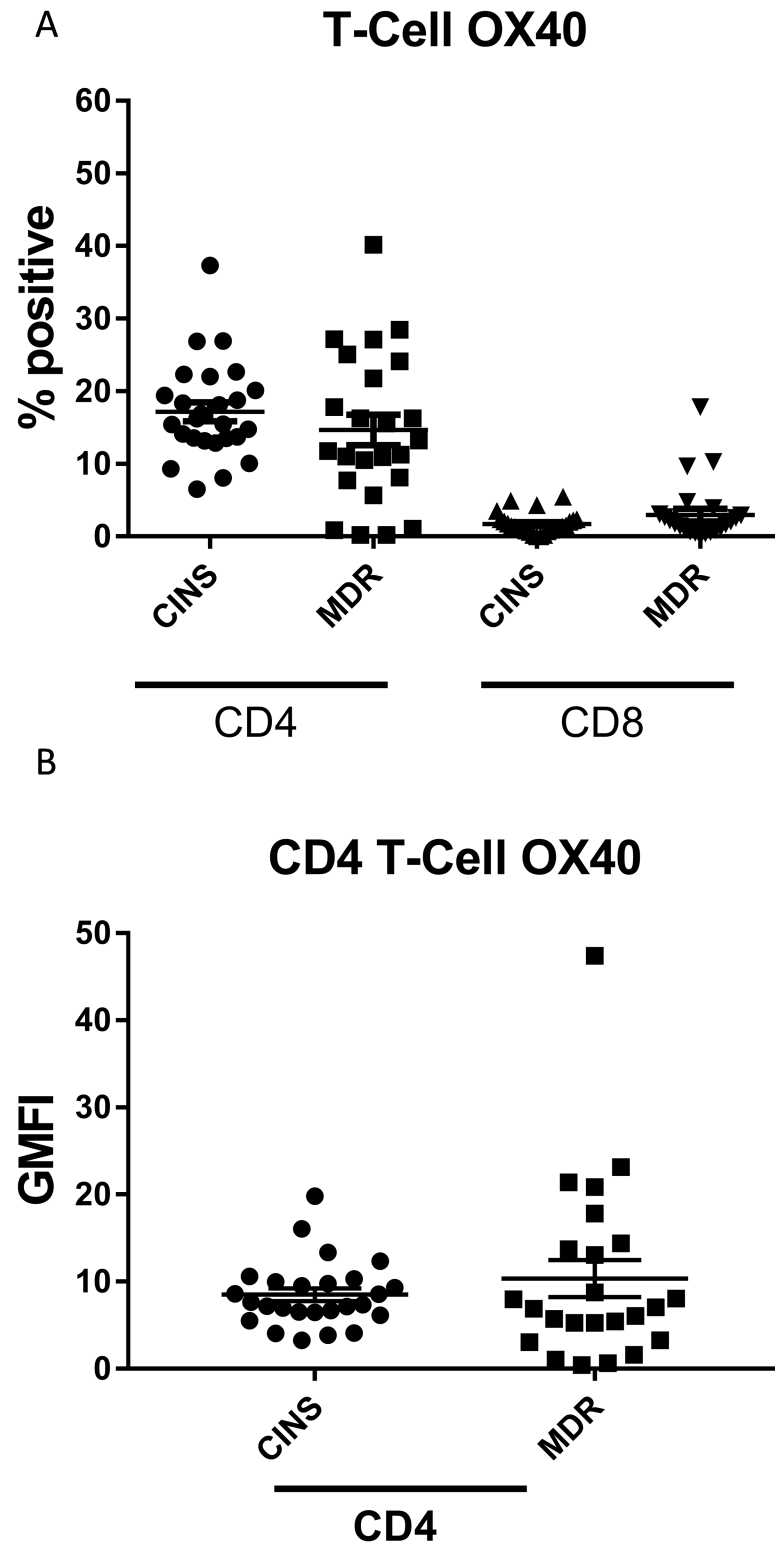 A
T-Cell OX40
% positive
60
50
40
30
20
10
0
CINS
MDR
CINS
MDR
CD4
CD8
B
CD4 T-Cell OX40
GMFI
50
40
30
20
10
0
CINS
MDR
CD4